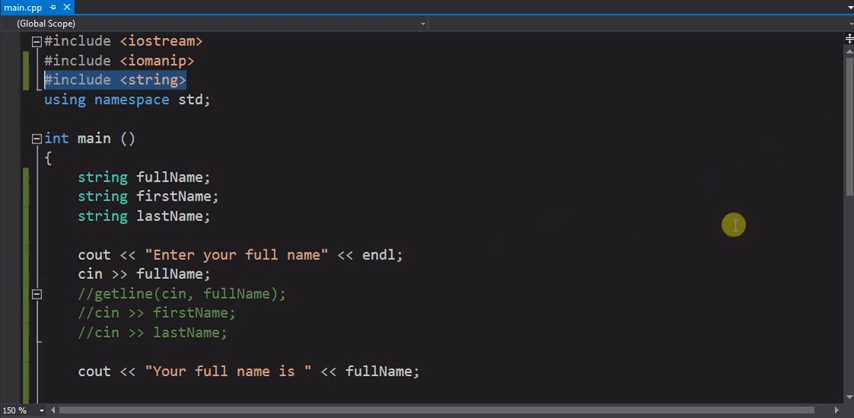 main.cpp
(Global Scope)
#include <iostream>
#include <iomanip>
#include <string>
using namespace std;
int main ()
{
string fullName;
string firstName;
string lastName;
cout << "Enter your full name" << endl;
cin >> fullName;
//getline(cin, fullName);
//cin >> firstName;
//cin >> lastName;
cout << "Your full name is " << fullName;
150 %